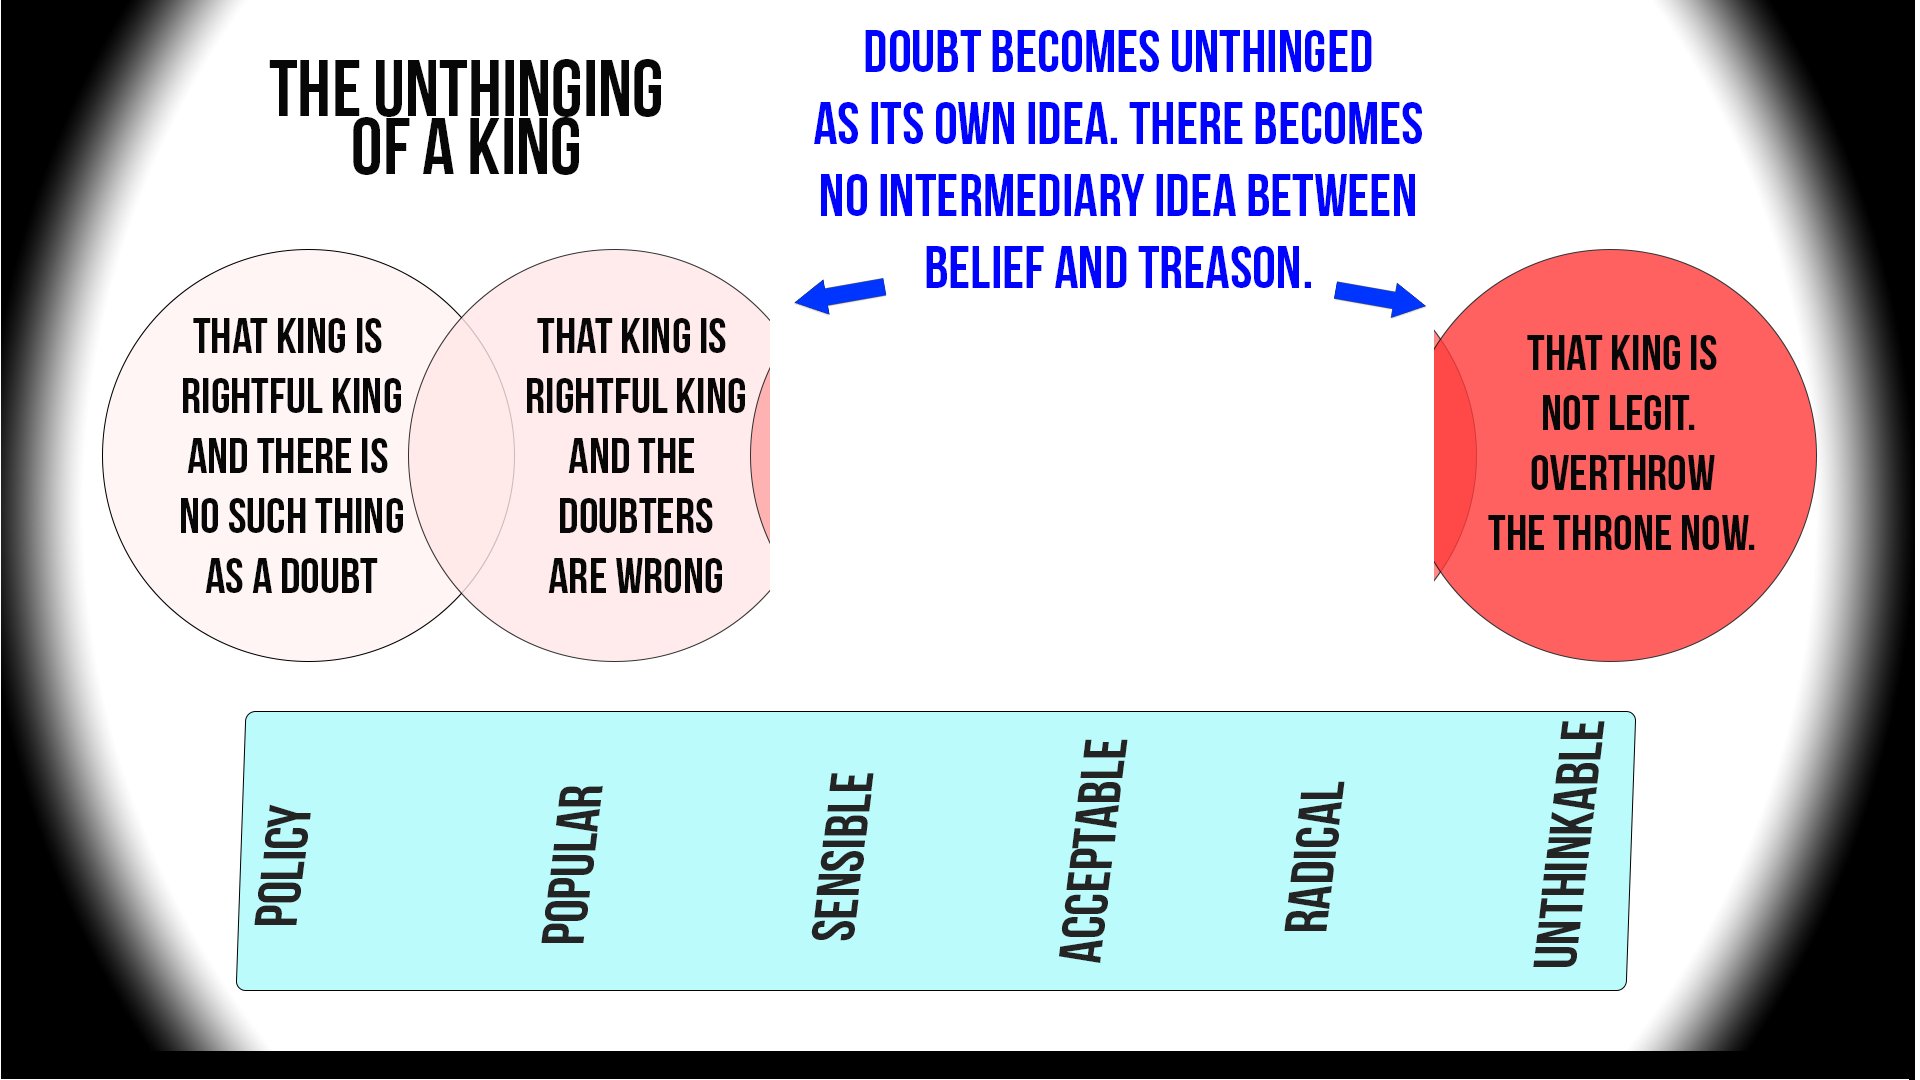 THE UNTHINGING
OF A KING
DOUBT BECOMES UNTHINGED
AS ITS OWN IDEA. THERE BECOMES
NO INTERMEDIARY IDEA BETWEEN
BELIEF AND TREASON.
THAT KING IS
RIGHTFUL KING
AND THERE IS
NO SUCH THING
AS A DOUBT
THAT KING IS
RIGHTFUL KING
AND THE
DOUBTERS
ARE WRONG
THAT KING IS
NOT LEGIT.
OVERTHROW
THE THRONE NOW.
POLICY
POPULAR
SENSIBLE
ACCEPTABLE
RADICAL
UNTHINKABLE